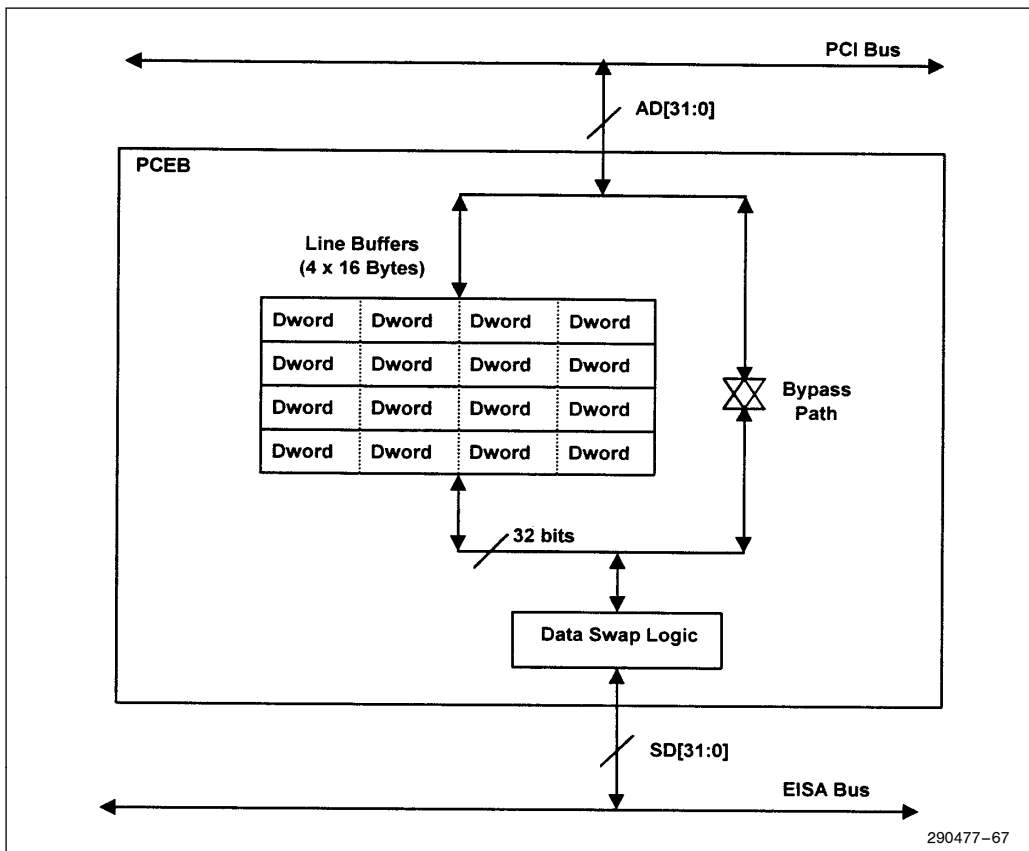 PCI Bus
AD[31:0]
PCEB
Line Buffers
(4 x 16 Bytes)
Dword Dword Dword Dword
Dword Dword Dword Dword
Dword Dword Dword Dword
Dword Dword Dword Dword
Bypass
Path
32 bits
Data Swap Logic
SD[31:0]
EISA Bus
290477–67